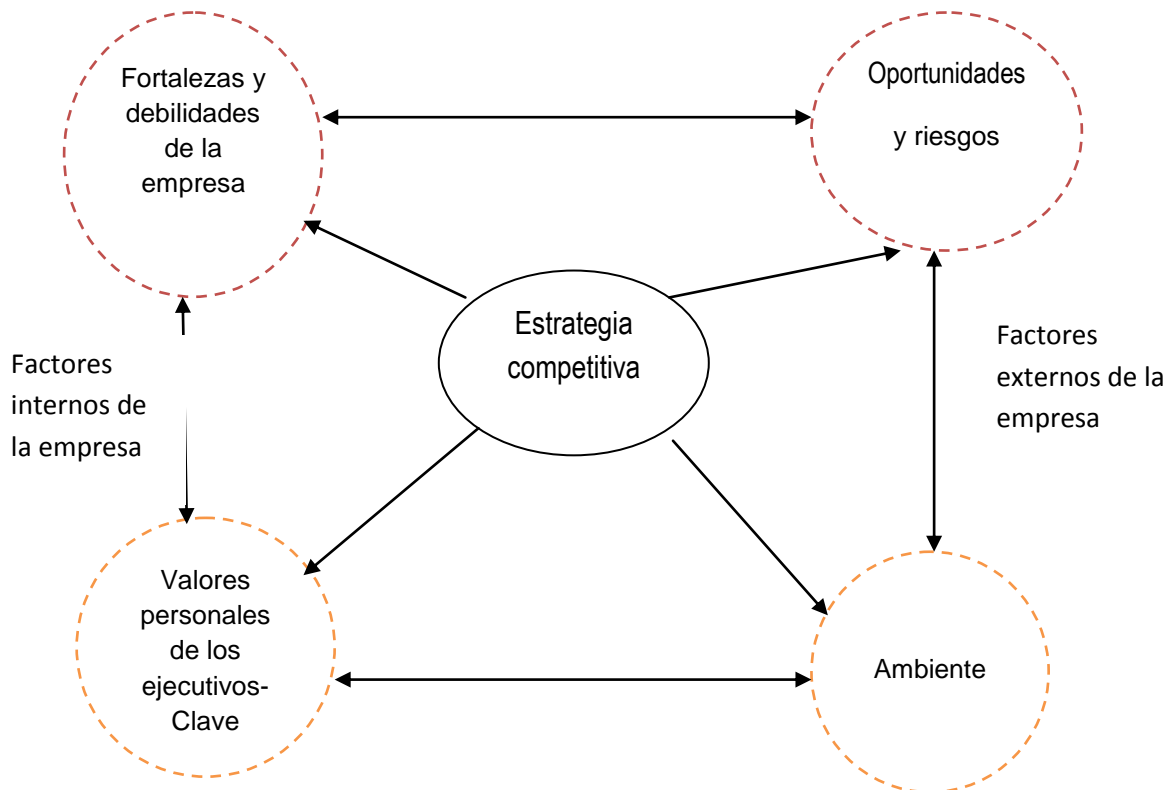 Fortalezas y
debilidades
de la
empresa
Oportunidades
y riesgos
Estrategia
competitiva
Factores
internos de
la empresa
Factores
externos de la
empresa
Valores
personales
de los
ejecutivos-
Clave
Ambiente